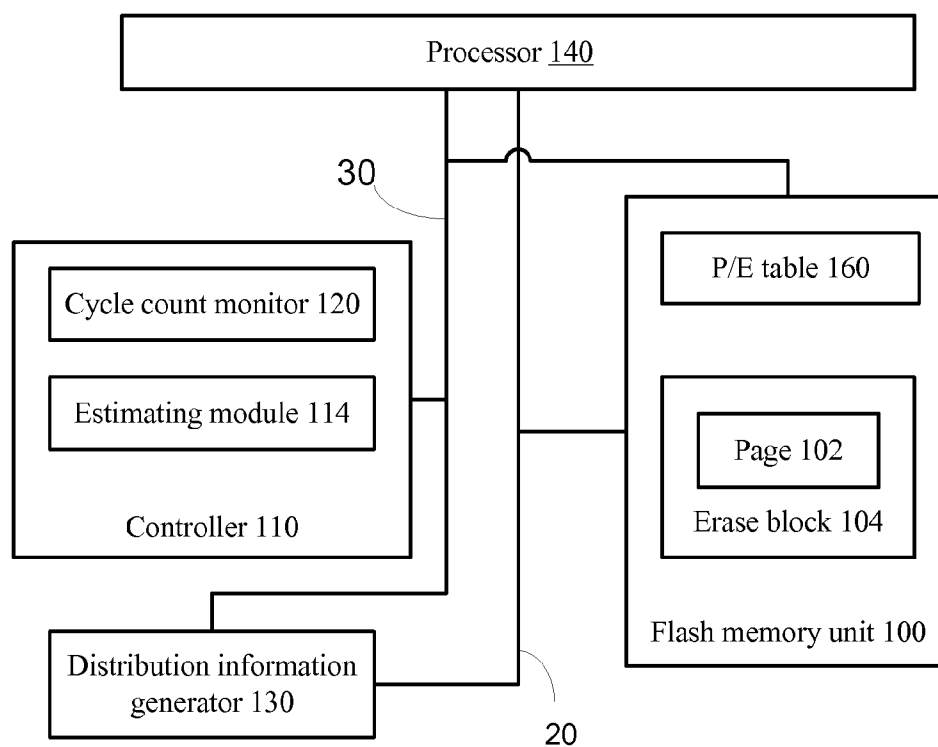 Processor 140
30
P/E table 160
Cycle count monitor 120
Estimating module 114
Page 102
Controller 110
Erase block 104
Flash memory unit 100
Distribution information
generator 130
20